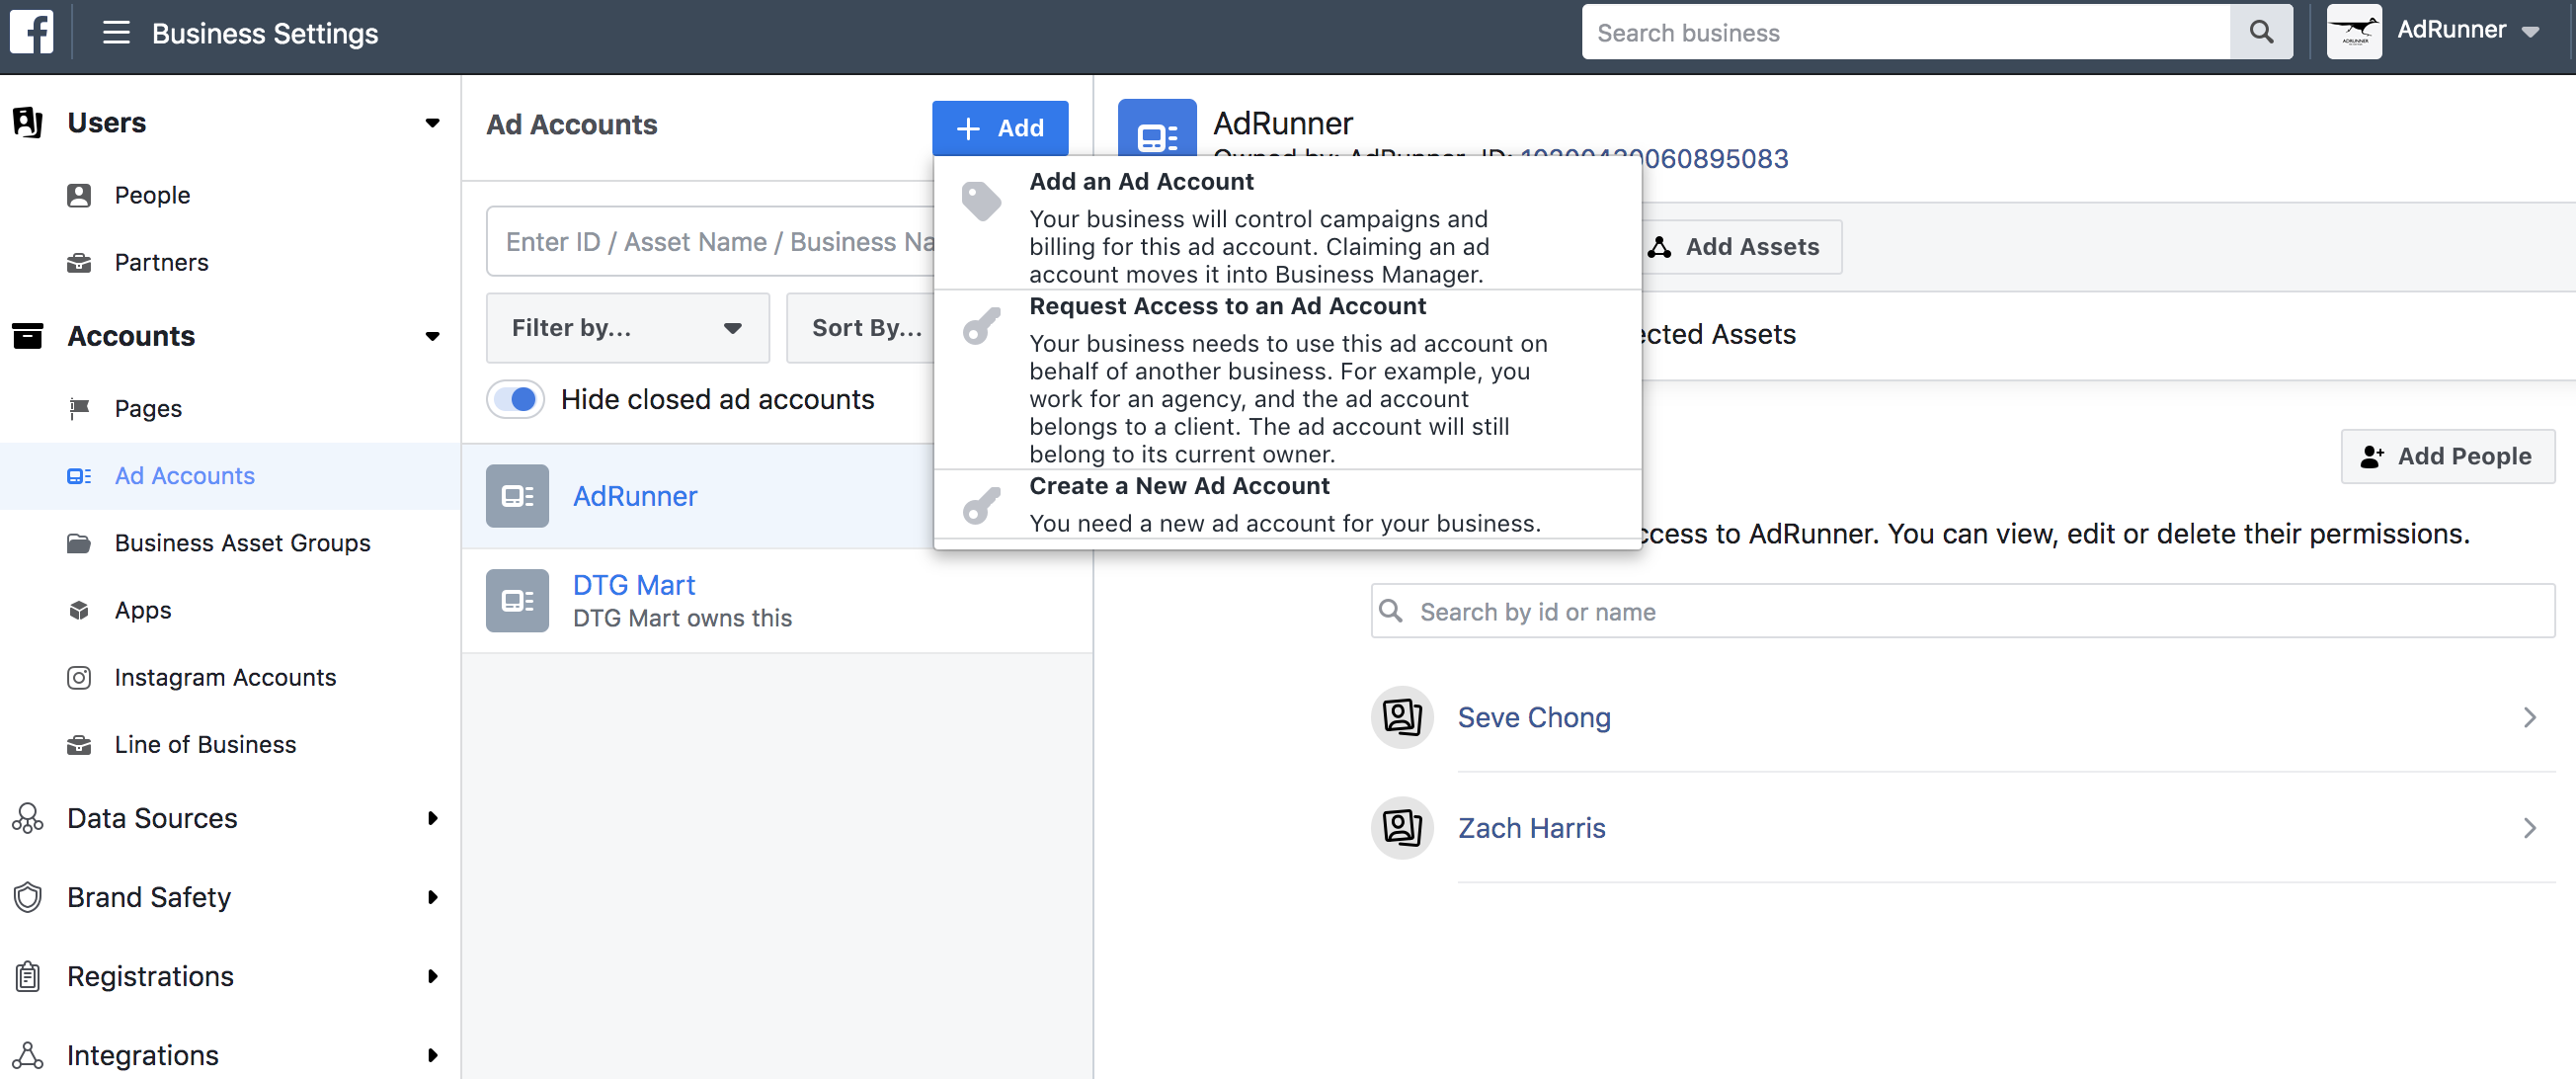 Business Settings
Search business
ADRUNNER
AdRunner
Users
People
Partners
Accounts
Pages
Ad Accounts
Business Asset Groups
Apps
Instagram Accounts
Line of Business
Data Sources
Brand Safety
Registrations
Integrations
Ad Accounts
+ Add
Enter ID / Asset Name / Business Na
Filter by...
Sort By...
Hide closed ad accounts
AdRunner
DTG Mart
DTG Mart owns this
Add an Ad Account
Your business will control campaigns and
billing for this ad account. Claiming an ad
account moves it into Business Manager.
Request Access to an Ad Account
Your business needs to use this ad account on
behalf of another business. For example, you
work for an agency, and the ad account
belongs to a client. The ad account will still
belong to its current owner.
Create a New Ad Account
You need a new ad account for your business.
AdRunner
Owned by: AdRunner ID: 10200430060895083
Add Assets
ected Assets
Add People
ccess to AdRunner. You can view, edit or delete their permissions.
Search by id or name
Seve Chong
Zach Harris